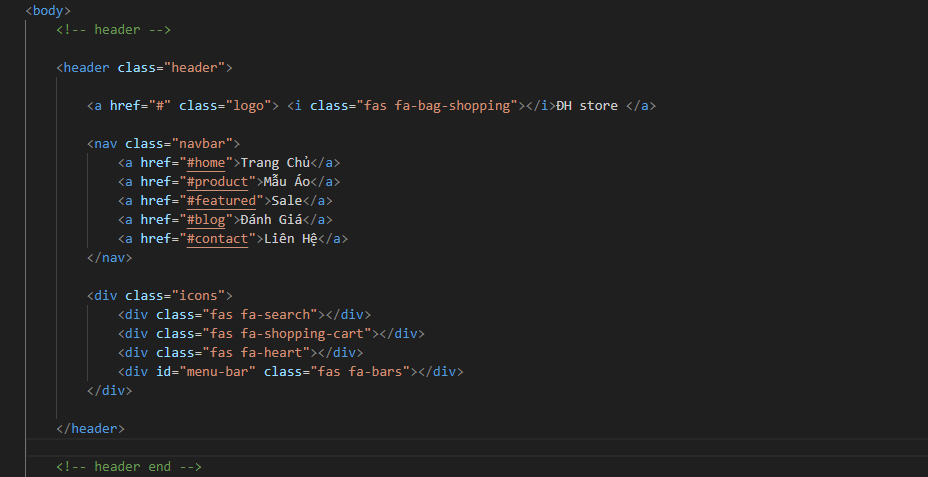 <body>
<!-- header -->
<header class="header">
<a href="#" class="logo"> <i class="fas fa-bag-shopping"></i>ĐH store </a>
<nav class="navbar">
<a href="#home">Trang Chủ</a>
<a href="#product">Mẫu Áo</a>
<a href="#featured">Sale</a>
<a href="#blog">Đánh Giá</a>
<a href="#contact">Liên Hệ</a>
</nav>
<div class="icons">
<div class="fas fa-search"></div>
<div class="fas fa-shopping-cart"></div>
<div class="fas fa-heart"></div>
<div id="menu-bar" class="fas fa-bars"></div>
</div>
</header>
<!-- header end -->